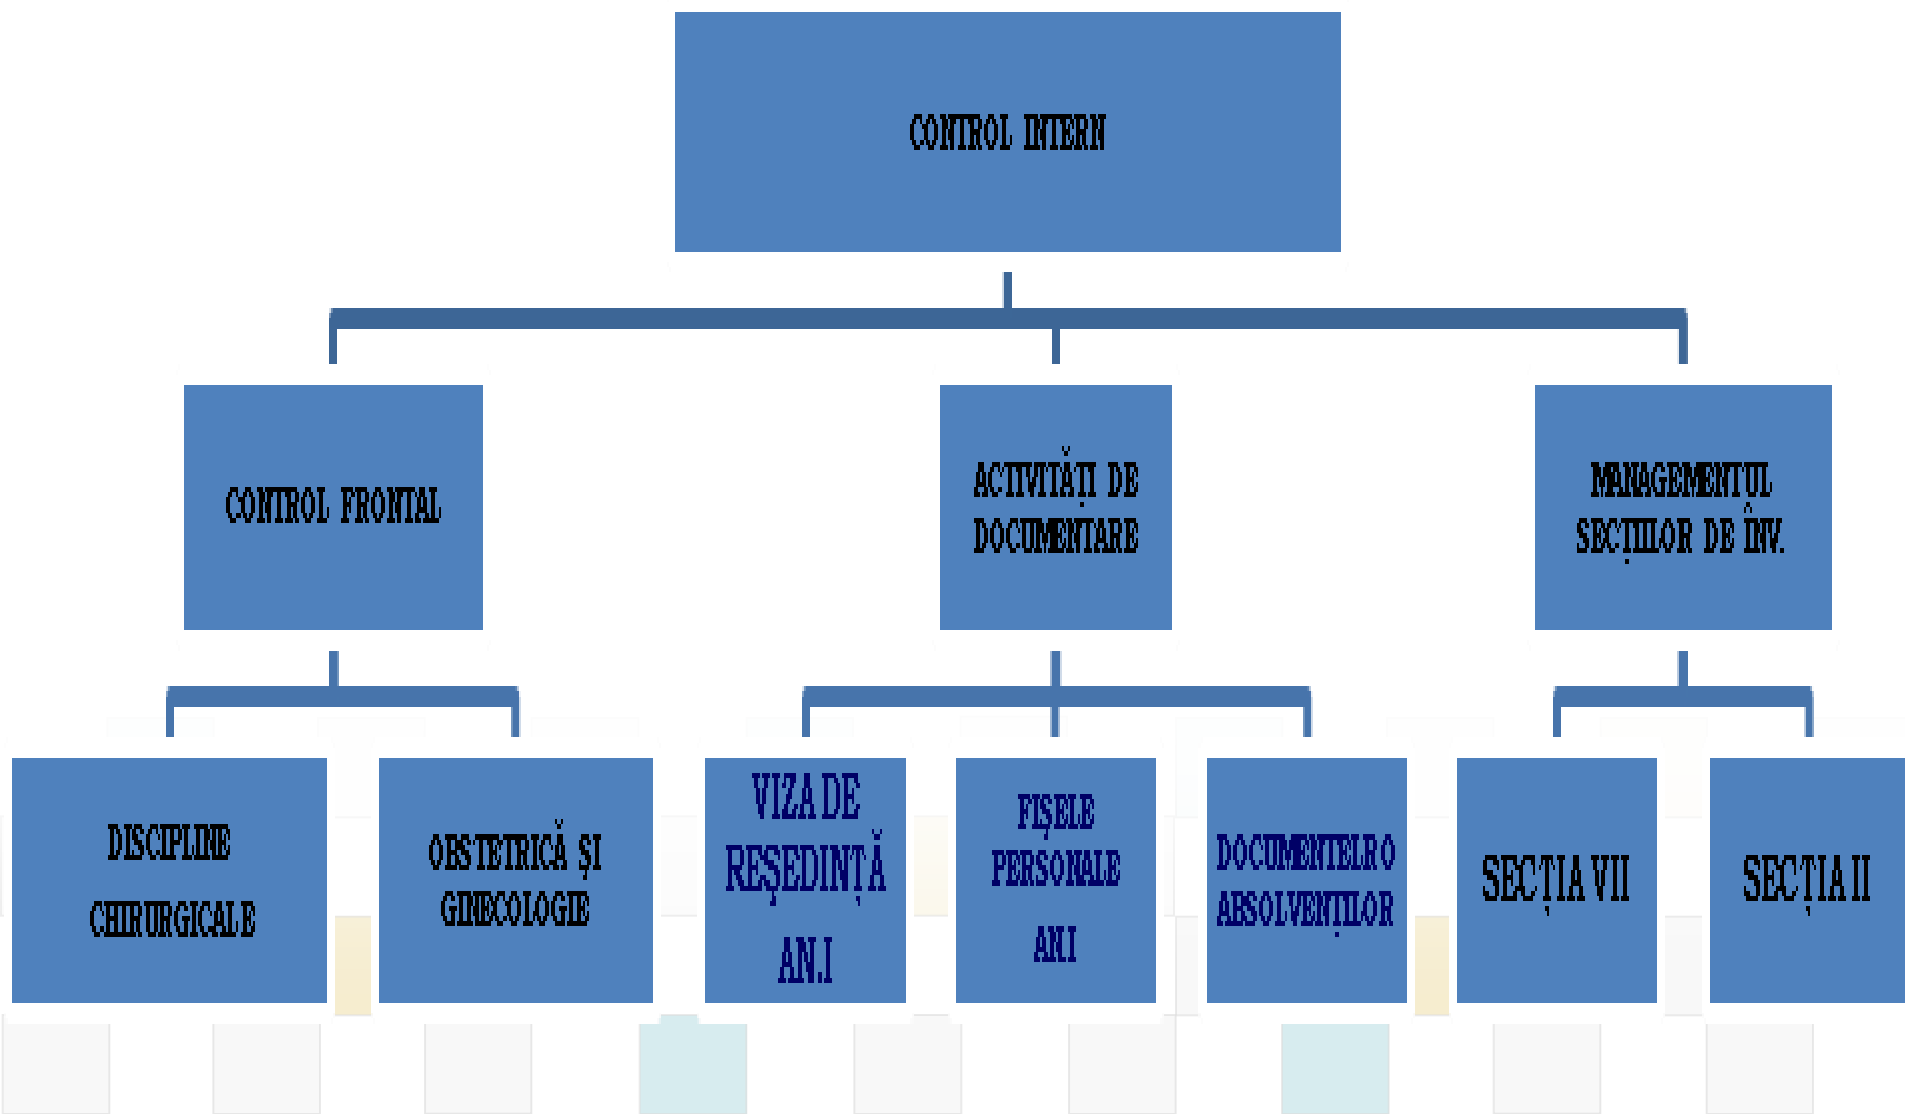 CONTROL INTERN
CONTROL FRONTAL
ACTIVITĂȚI DE
DOCUMENTARE
MANAGEMENTUL
SECȚIILOR DE ÎNV.
DISCIPLINE
CHIRURGICALE
OBSTETRICĂ ȘI
GINECOLOGIE
VIZA DE
REȘEDINȚĂ
AN.I
FIȘELE
PERSONALE
AN.I
DOCUMENTELRO
ABSOLVENȚILOR
SECȚIA VII
SECȚIA II